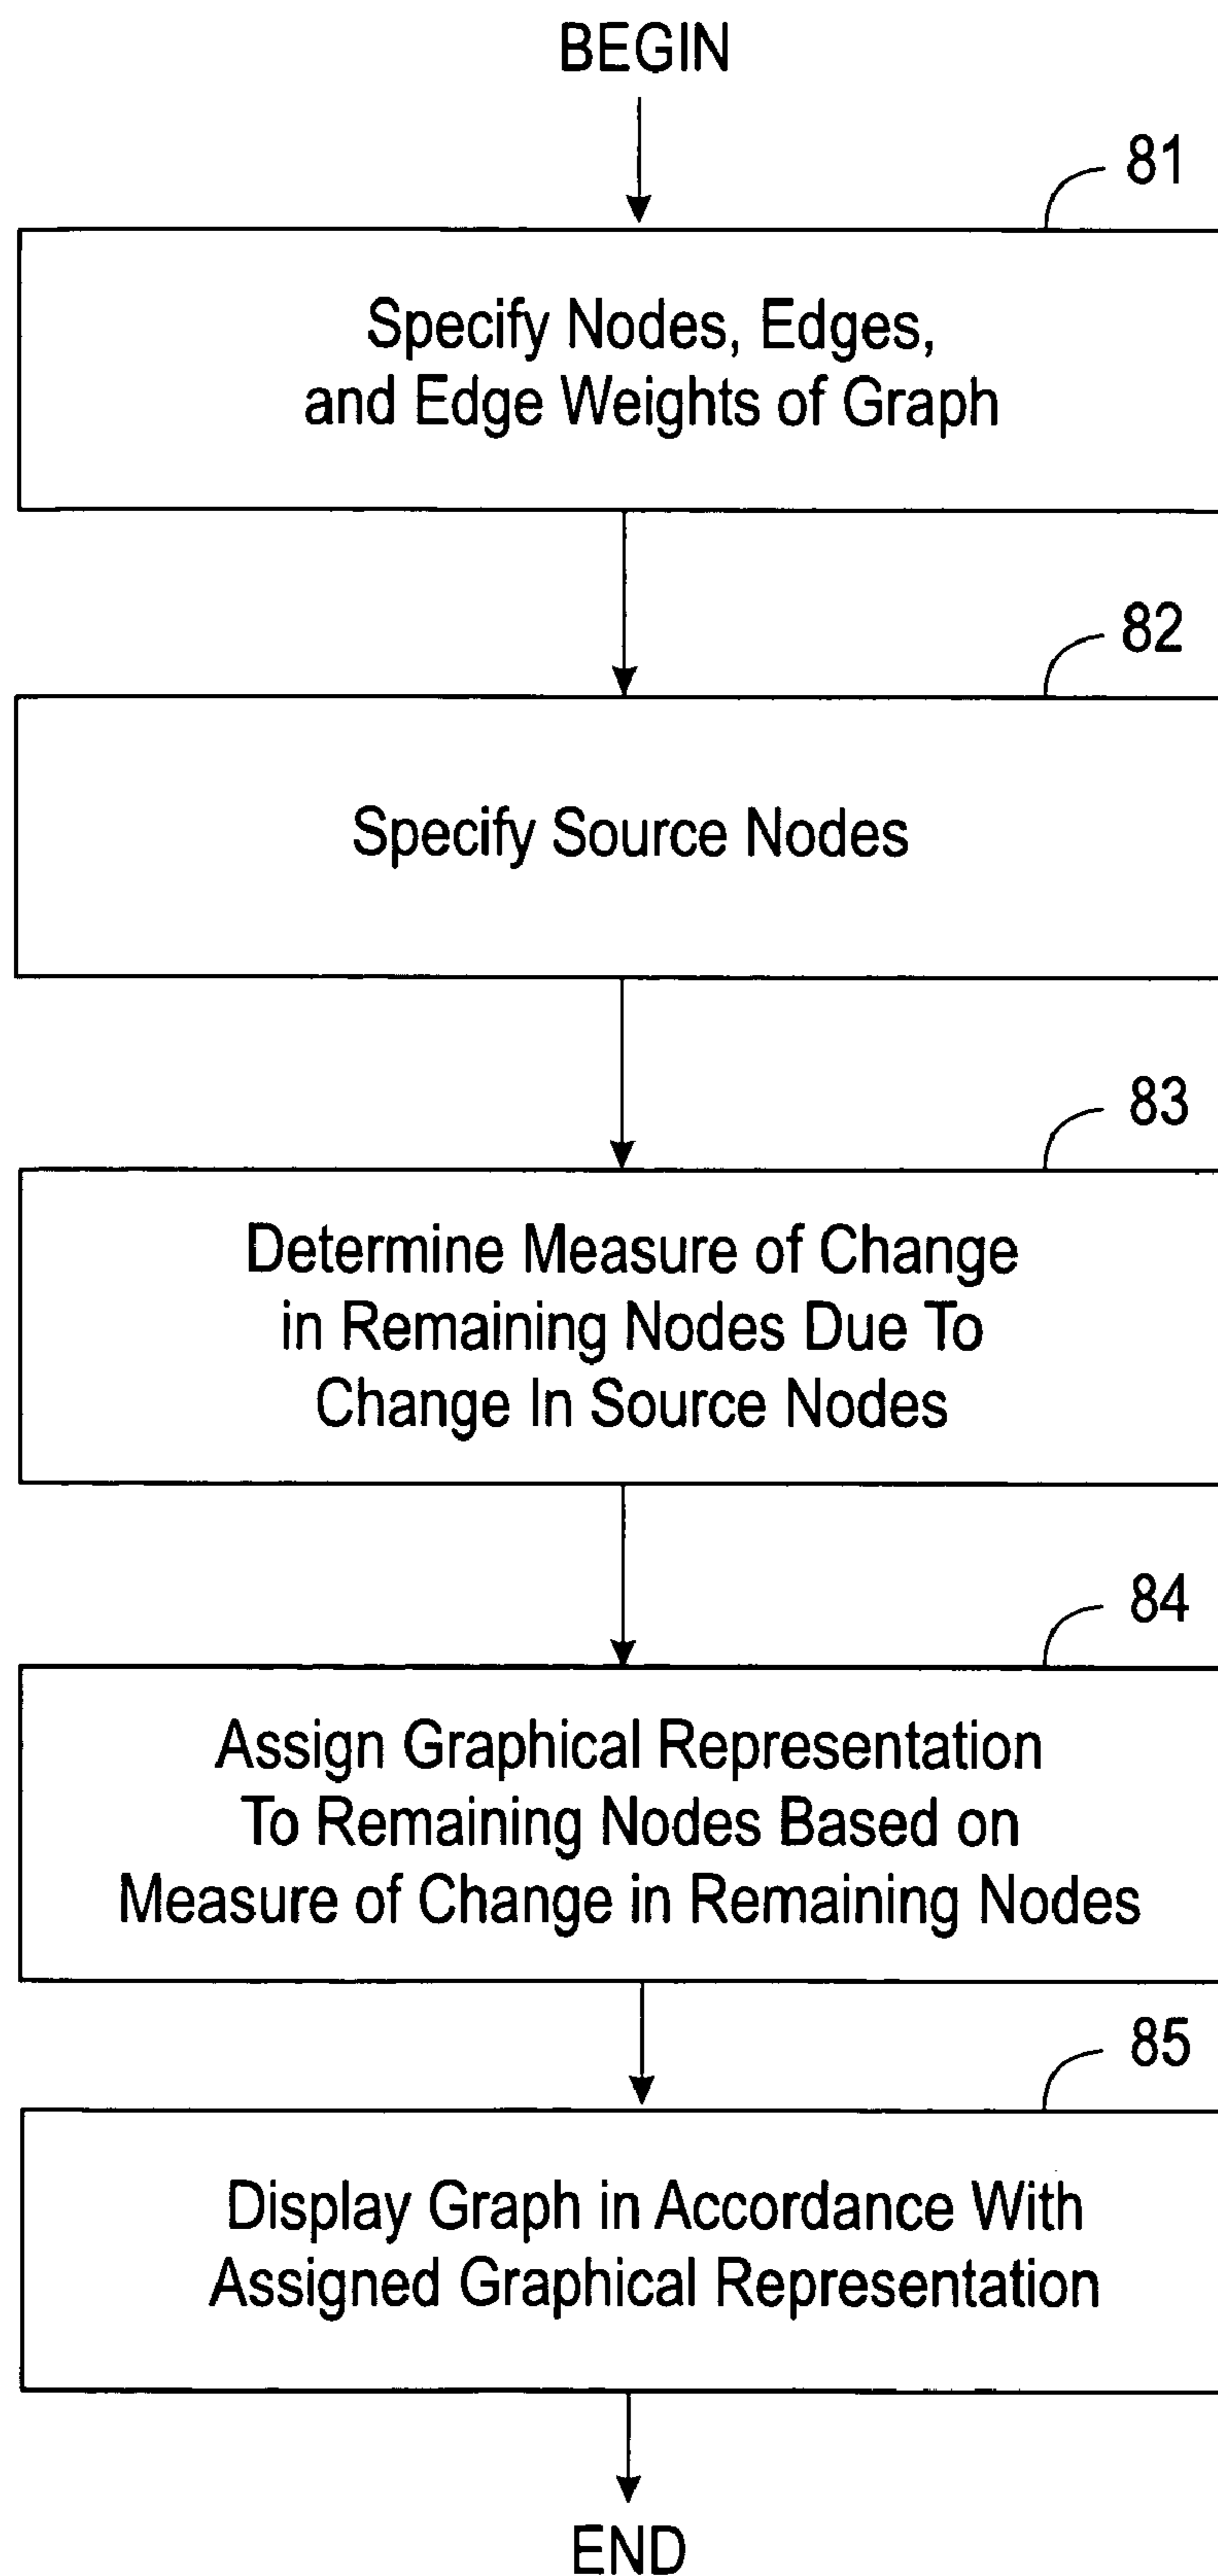 BEGIN
81
Specify Nodes, Edges,
and Edge Weights of Graph
82
Specify Source Nodes
83
Determine Measure of Change
in Remaining Nodes Due To
Change In Source Nodes
84
Assign Graphical Representation
To Remaining Nodes Based on
Measure of Change in Remaining Nodes
85
Display Graph in Accordance With
Assigned Graphical Representation
END